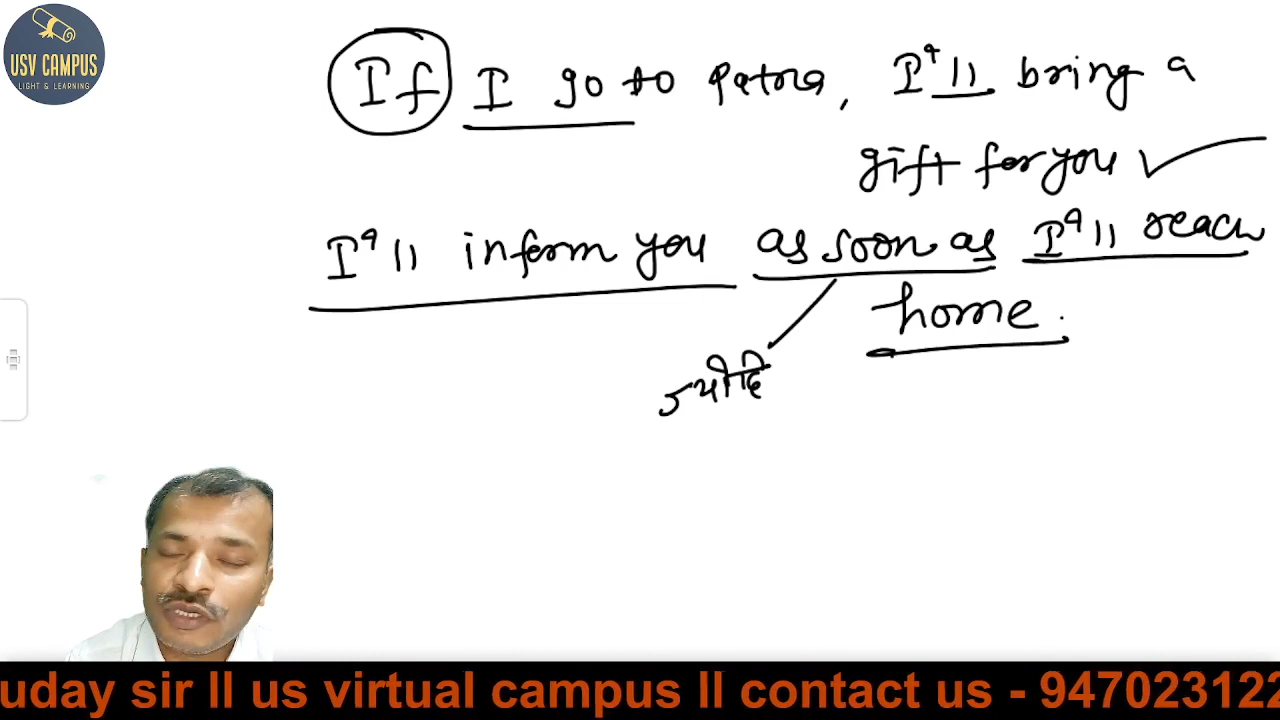 USV CAMPUS
LIGHT & LEARNING
If I go to Patna, I'll bring a
gift for you
I'll inform you as soon as I'll reach
home.
ज्योंहि
uday sir ll us virtual campus ll contact us - 947023122